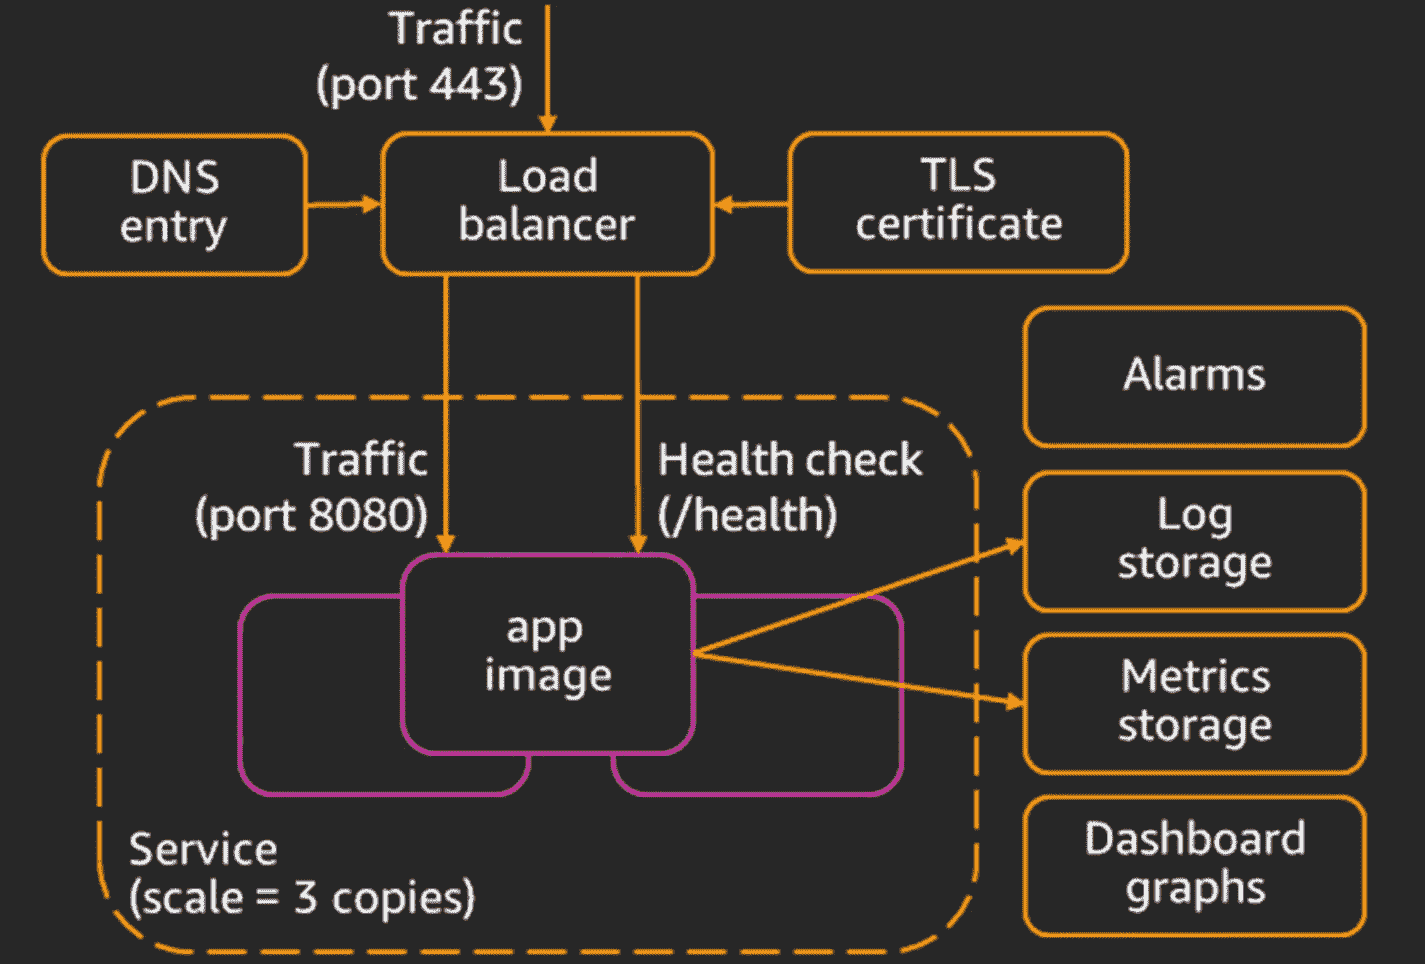 Traffic
(port 443)
DNS
entry
Load
balancer
TLS
certificate
Alarms
Traffic
(port 8080)
Health check
(/health)
Log
storage
app
image
Metrics
storage
Service
(scale = 3 copies)
Dashboard
graphs